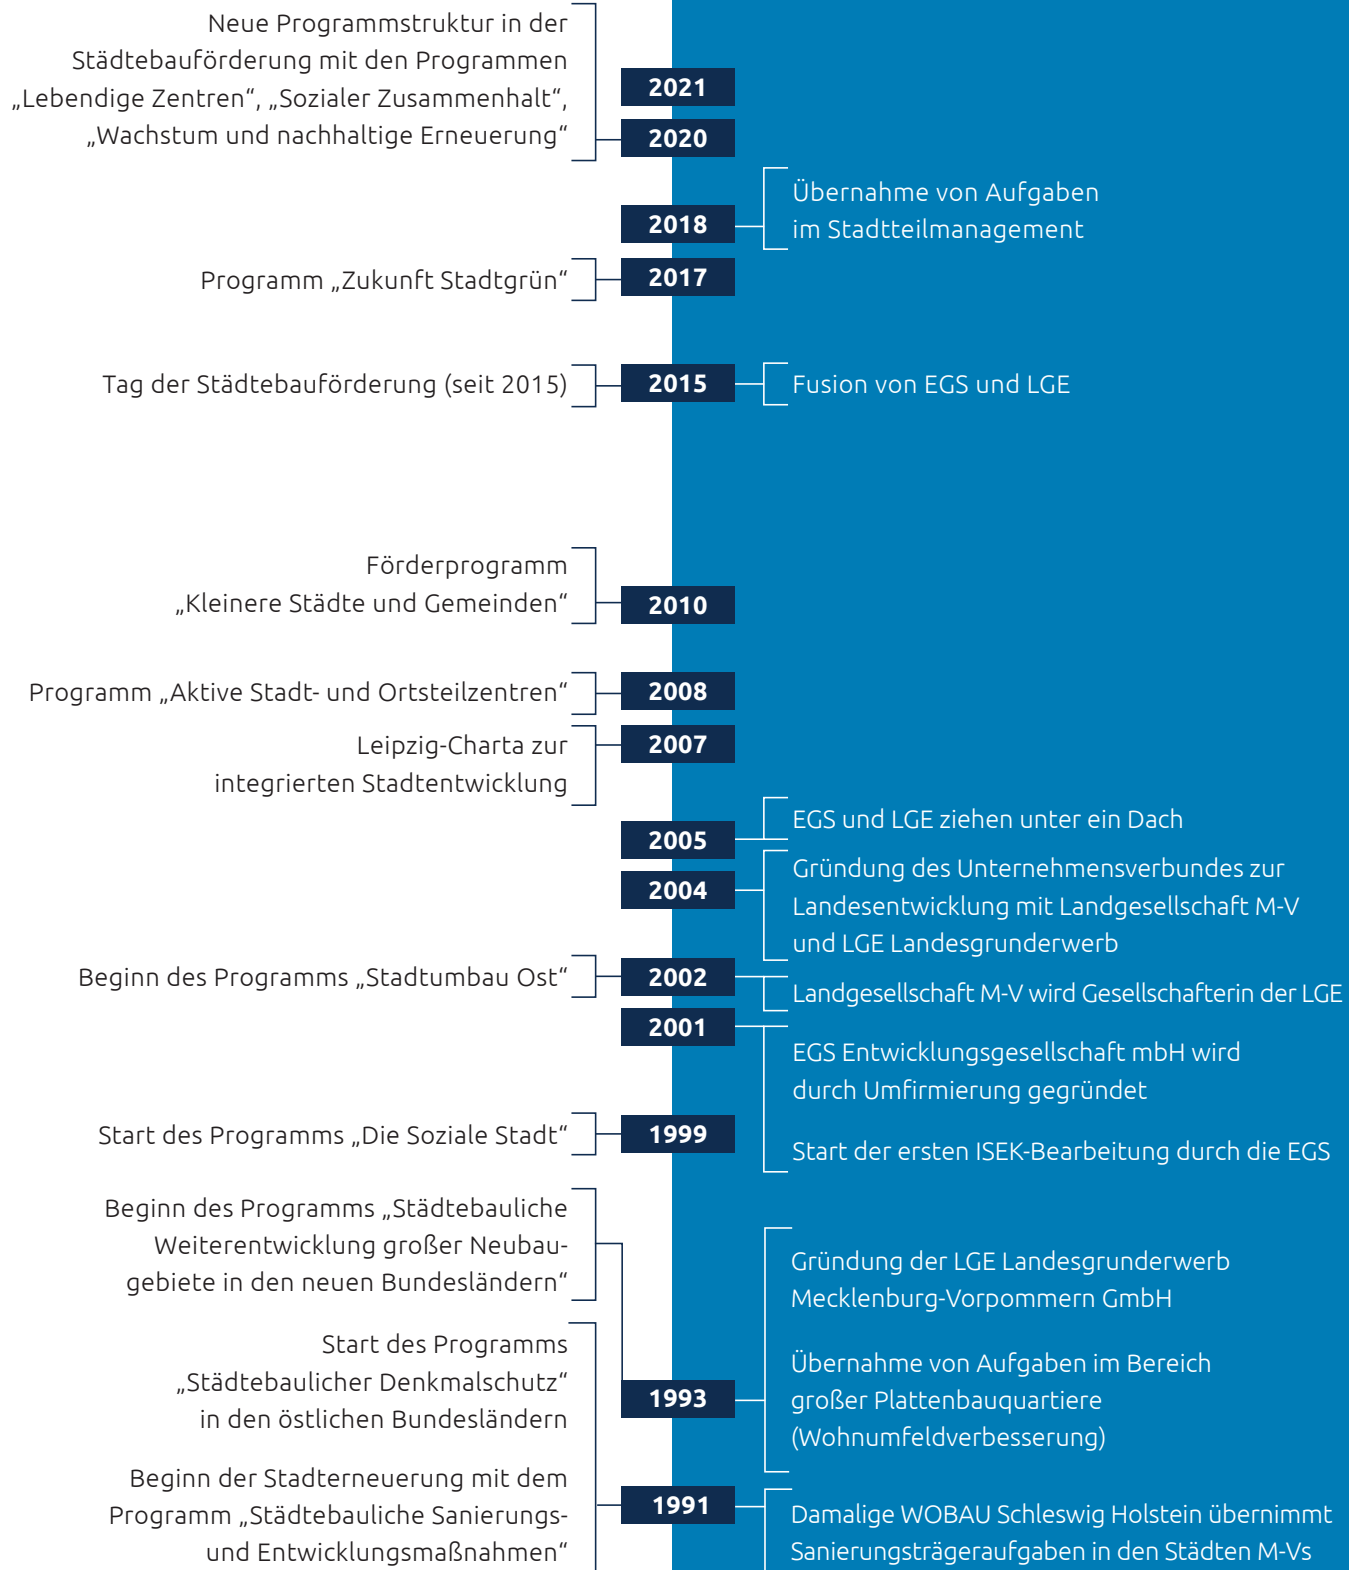 Neue Programmstruktur in der
Städtebauförderung mit den Programmen
„Lebendige Zentren“, „Sozialer Zusammenhalt“,
„Wachstum und nachhaltige Erneuerung“
2021
2020
2018
Übernahme von Aufgaben
im Stadtteilmanagement
Programm „Zukunft Stadtgrün“
2017
Tag der Städtebauförderung (seit 2015)
2015
Fusion von EGS und LGE
Förderprogramm
„Kleinere Städte und Gemeinden“
2010
Programm „Aktive Stadt- und Ortsteilzentren“
2008
Leipzig-Charta zur
integrierten Stadtentwicklung
2007
2005
EGS und LGE ziehen unter ein Dach
2004
Gründung des Unternehmensverbundes zur
Landesentwicklung mit Landgesellschaft M-V
und LGE Landesgrunderwerb
Beginn des Programms „Stadtumbau Ost“
2002
Landgesellschaft M-V wird Gesellschafterin der LGE
2001
EGS Entwicklungsgesellschaft mbH wird
durch Umfirmierung gegründet
Start der ersten ISEK-Bearbeitung durch die EGS
Start des Programms „Die Soziale Stadt“
1999
Beginn des Programms „Städtebauliche
Weiterentwicklung großer Neubau-
gebiete in den neuen Bundesländern“
1993
Gründung der LGE Landesgrunderwerb
Mecklenburg-Vorpommern GmbH
Übernahme von Aufgaben im Bereich
großer Plattenbauquartiere
(Wohnumfeldverbesserung)
Start des Programms
„Städtebaulicher Denkmalschutz“
in den östlichen Bundesländern
Beginn der Stadterneuerung mit dem
Programm „Städtebauliche Sanierungs-
und Entwicklungsmaßnahmen“
1991
Damalige WOBAU Schleswig Holstein übernimmt
Sanierungsträgeraufgaben in den Städten M-Vs